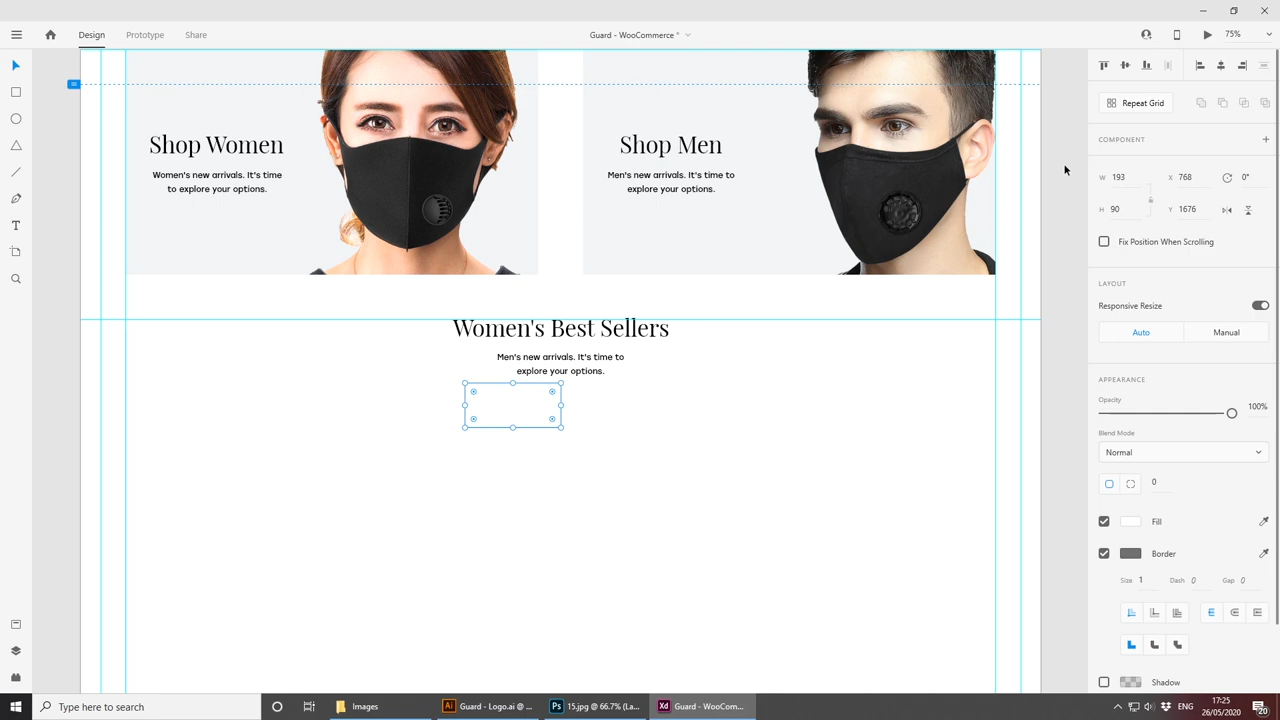 Design
Prototype
Share
Guard - WooCommerce *
75%
Repeat Grid
COMPONENT
W 193 X 768 0°
H 90 Y 1676
Fix Position When Scrolling
LAYOUT
Responsive Resize
Auto
Manual
APPEARANCE
Opacity
100%
Blend Mode
Normal
0
Fill
Border
Size 1 Dash 0 Gap 0
Shadow
Shop Women
Women's new arrivals. It's time
to explore your options.
Shop Men
Men's new arrivals. It's time to
explore your options.
Women's Best Sellers
Men's new arrivals. It's time to
explore your options.
Type here to search
Images
Ai Guard - Logo.ai @ ...
Ps 15.jpg @ 66.7% (La...
Xd Guard - WooCom...
ENG
17:25
26/05/2020
20